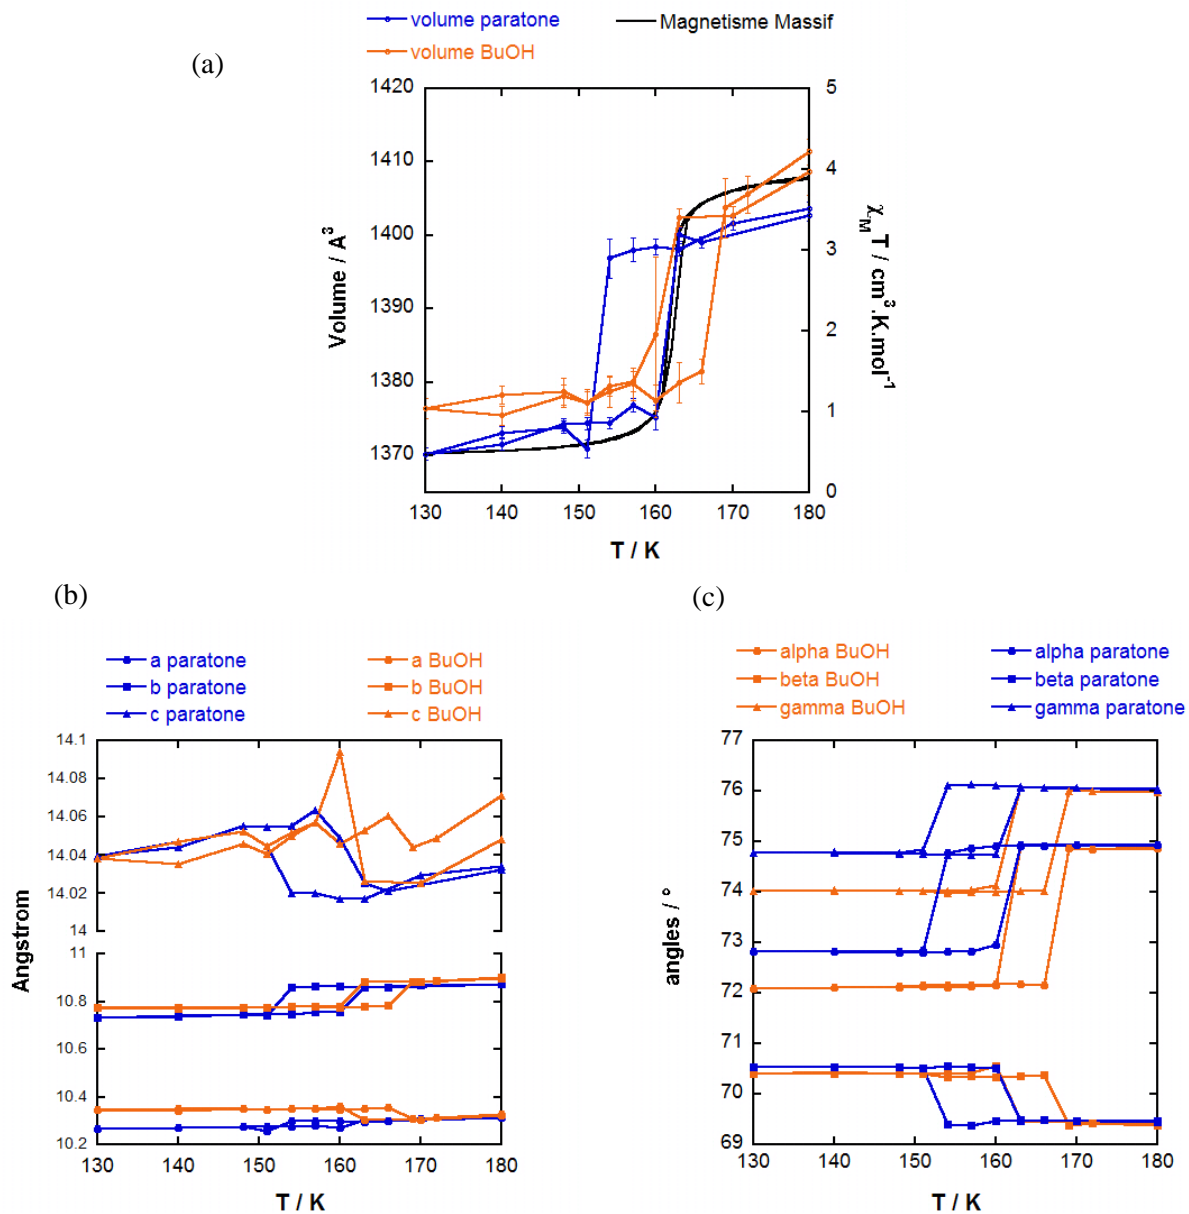 volume paratone
Magnetisme Massif
volume BuOH
(a)
1420
1410
1400
1390
1380
1370
Volume / A³
5
4
3
2
1
0
χMT / cm³.K.mol⁻¹
130 140 150 160 170 180
T / K
(b)
a paratone a BuOH
b paratone b BuOH
c paratone c BuOH
14.1
14.08
14.06
14.04
14.02
14
11
10.8
10.6
10.4
10.2
Angstrom
130 140 150 160 170 180
T / K
(c)
alpha BuOH alpha paratone
beta BuOH beta paratone
gamma BuOH gamma paratone
77
76
75
74
73
72
71
70
69
angles / °
130 140 150 160 170 180
T / K